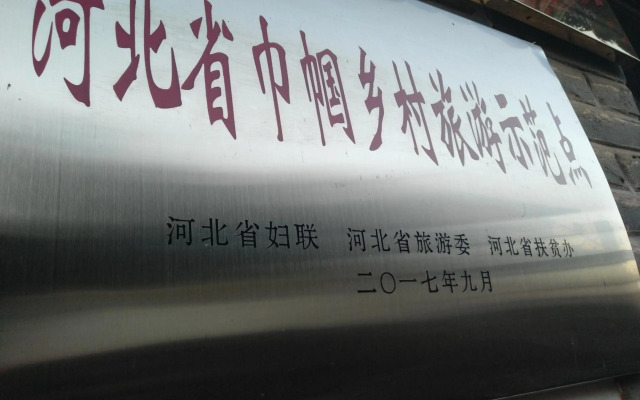 河北省巾帼乡村旅游示范点
河北省妇联 河北省旅游委 河北省扶贫办
二〇一七年九月